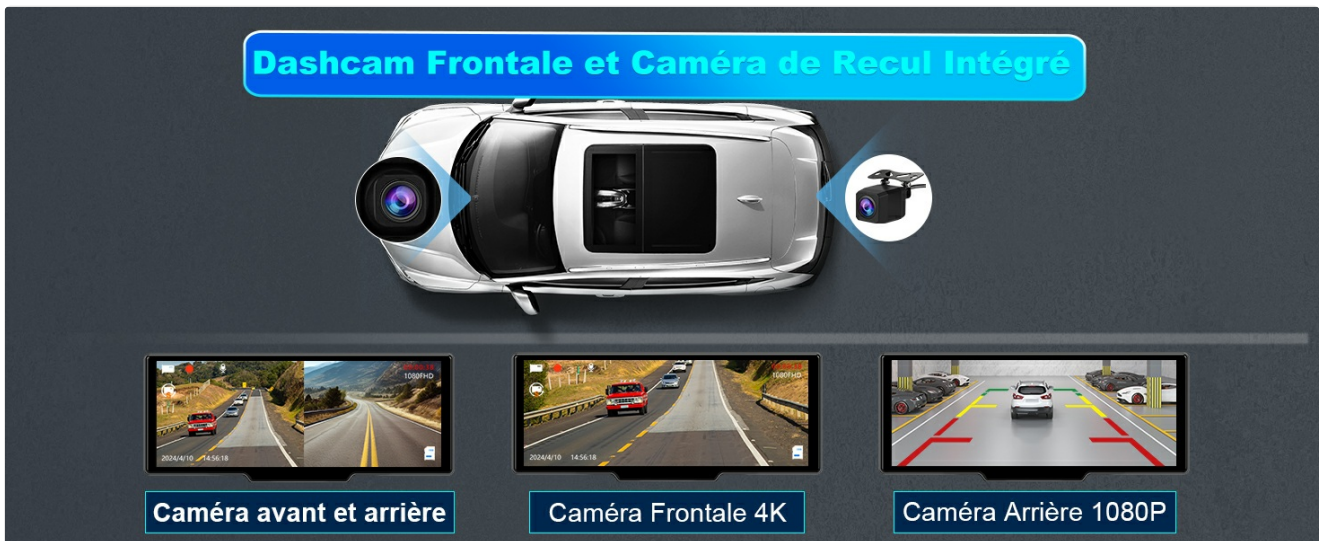 Dashcam Frontale et Caméra de Recul Intégré
1080FHD
2024/4/10 14:56:18
1080FHD
2024/4/10 14:56:18
Caméra avant et arrière
Caméra Frontale 4K
Caméra Arrière 1080P